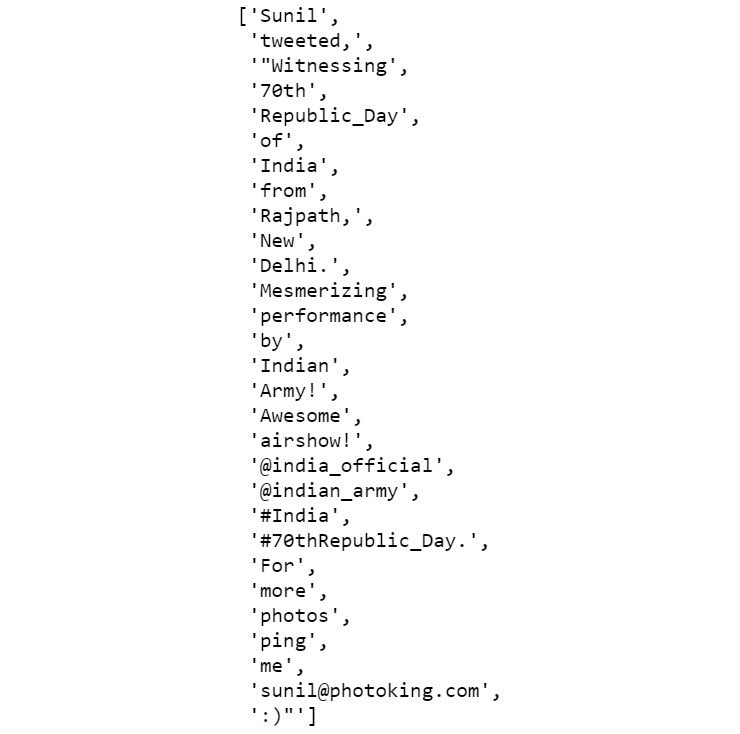 ['Sunil',
'tweeted,',
'"Witnessing',
'70th',
'Republic_Day',
'of',
'India',
'from',
'Rajpath,',
'New',
'Delhi.',
'Mesmerizing',
'performance',
'by',
'Indian',
'Army!',
'Awesome',
'airshow!',
'@india_official',
'@indian_army',
'#India',
'#70thRepublic_Day.',
'For',
'more',
'photos',
'ping',
'me',
'sunil@photoking.com',
':)"']